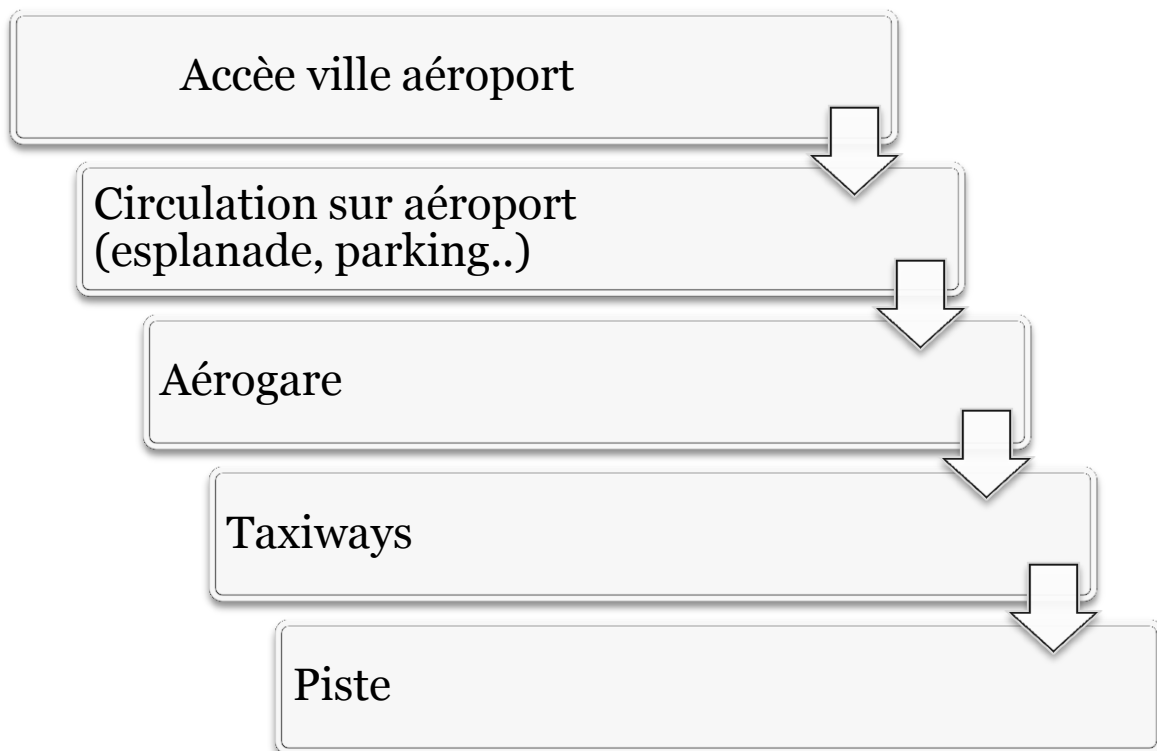 Accèe ville aéroport
Circulation sur aéroport
(esplanade, parking..)
Aérogare
Taxiways
Piste